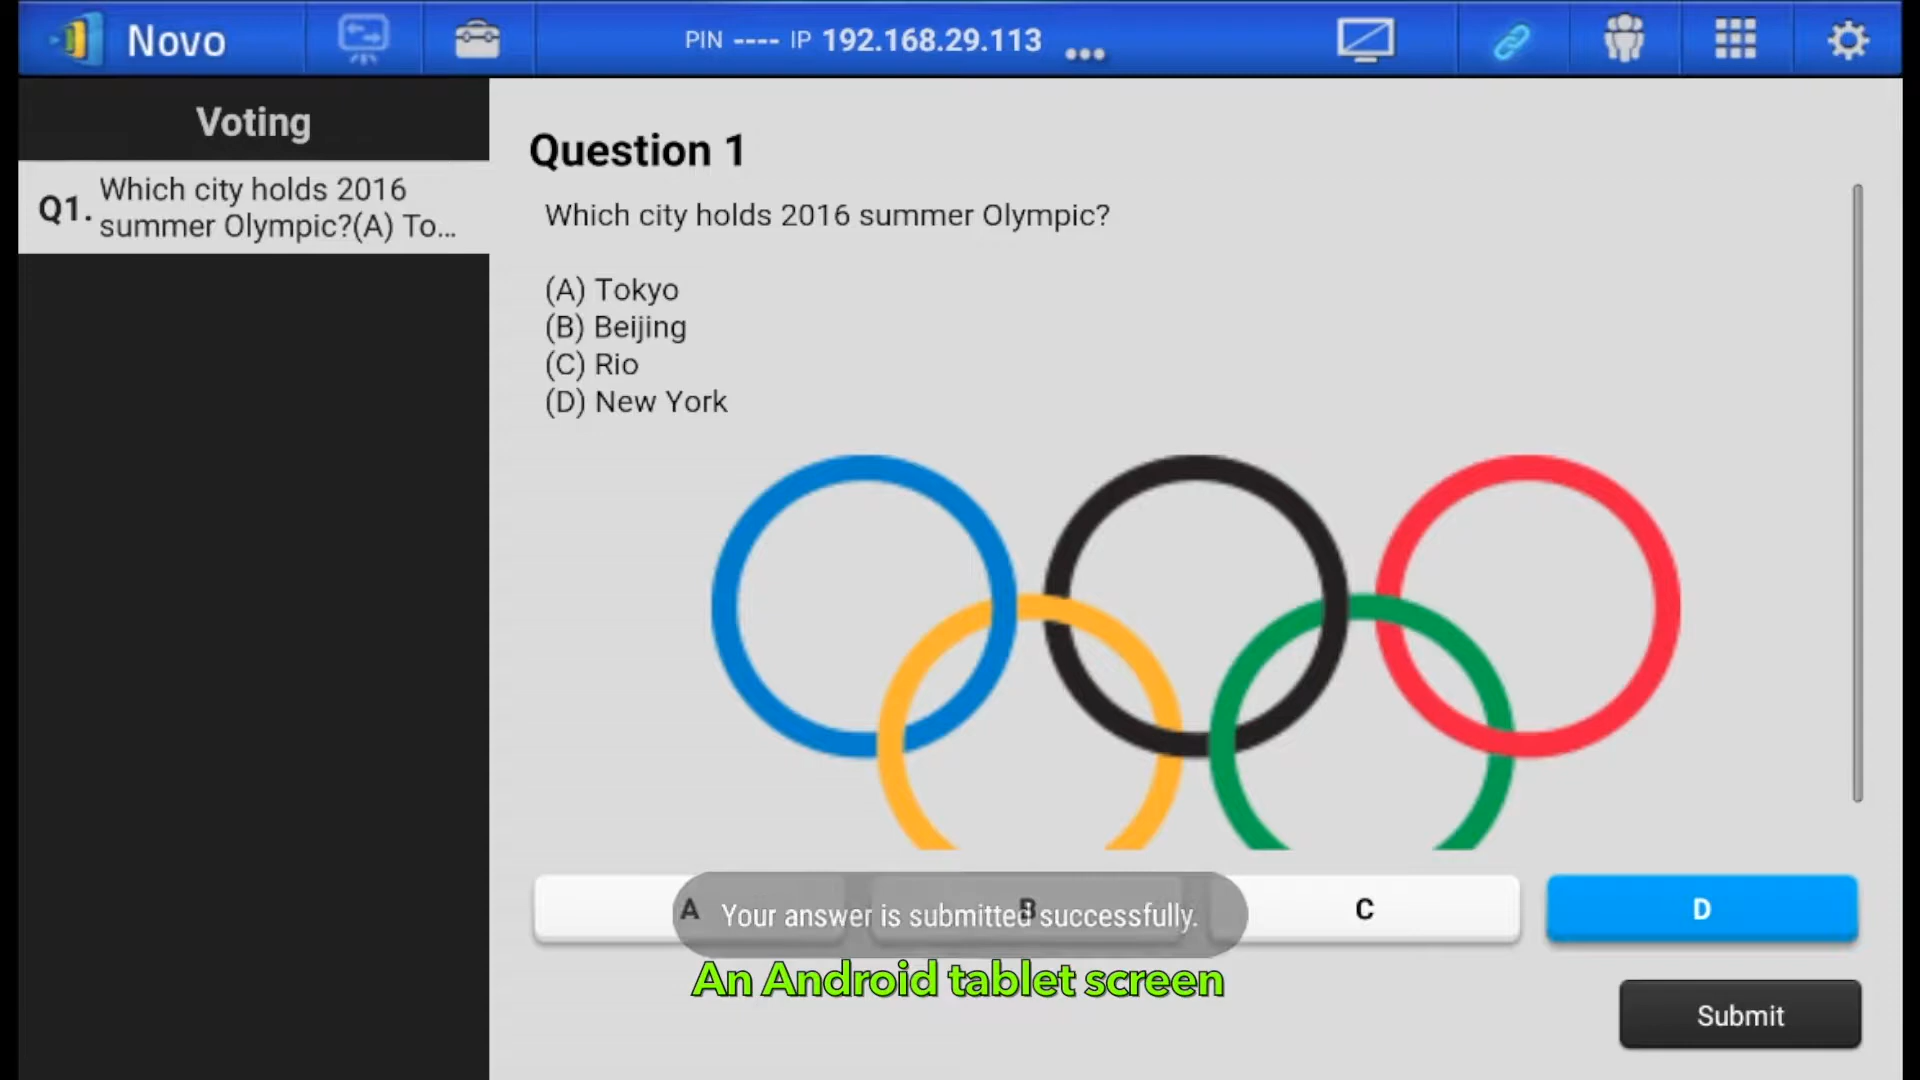 Novo
PIN ---- IP 192.168.29.113 ...
Voting
Q1. Which city holds 2016
summer Olympic?(A) To...
Question 1
Which city holds 2016 summer Olympic?
(A) Tokyo
(B) Beijing
(C) Rio
(D) New York
A
B
C
D
Your answer is submitted successfully.
An Android tablet screen
Submit